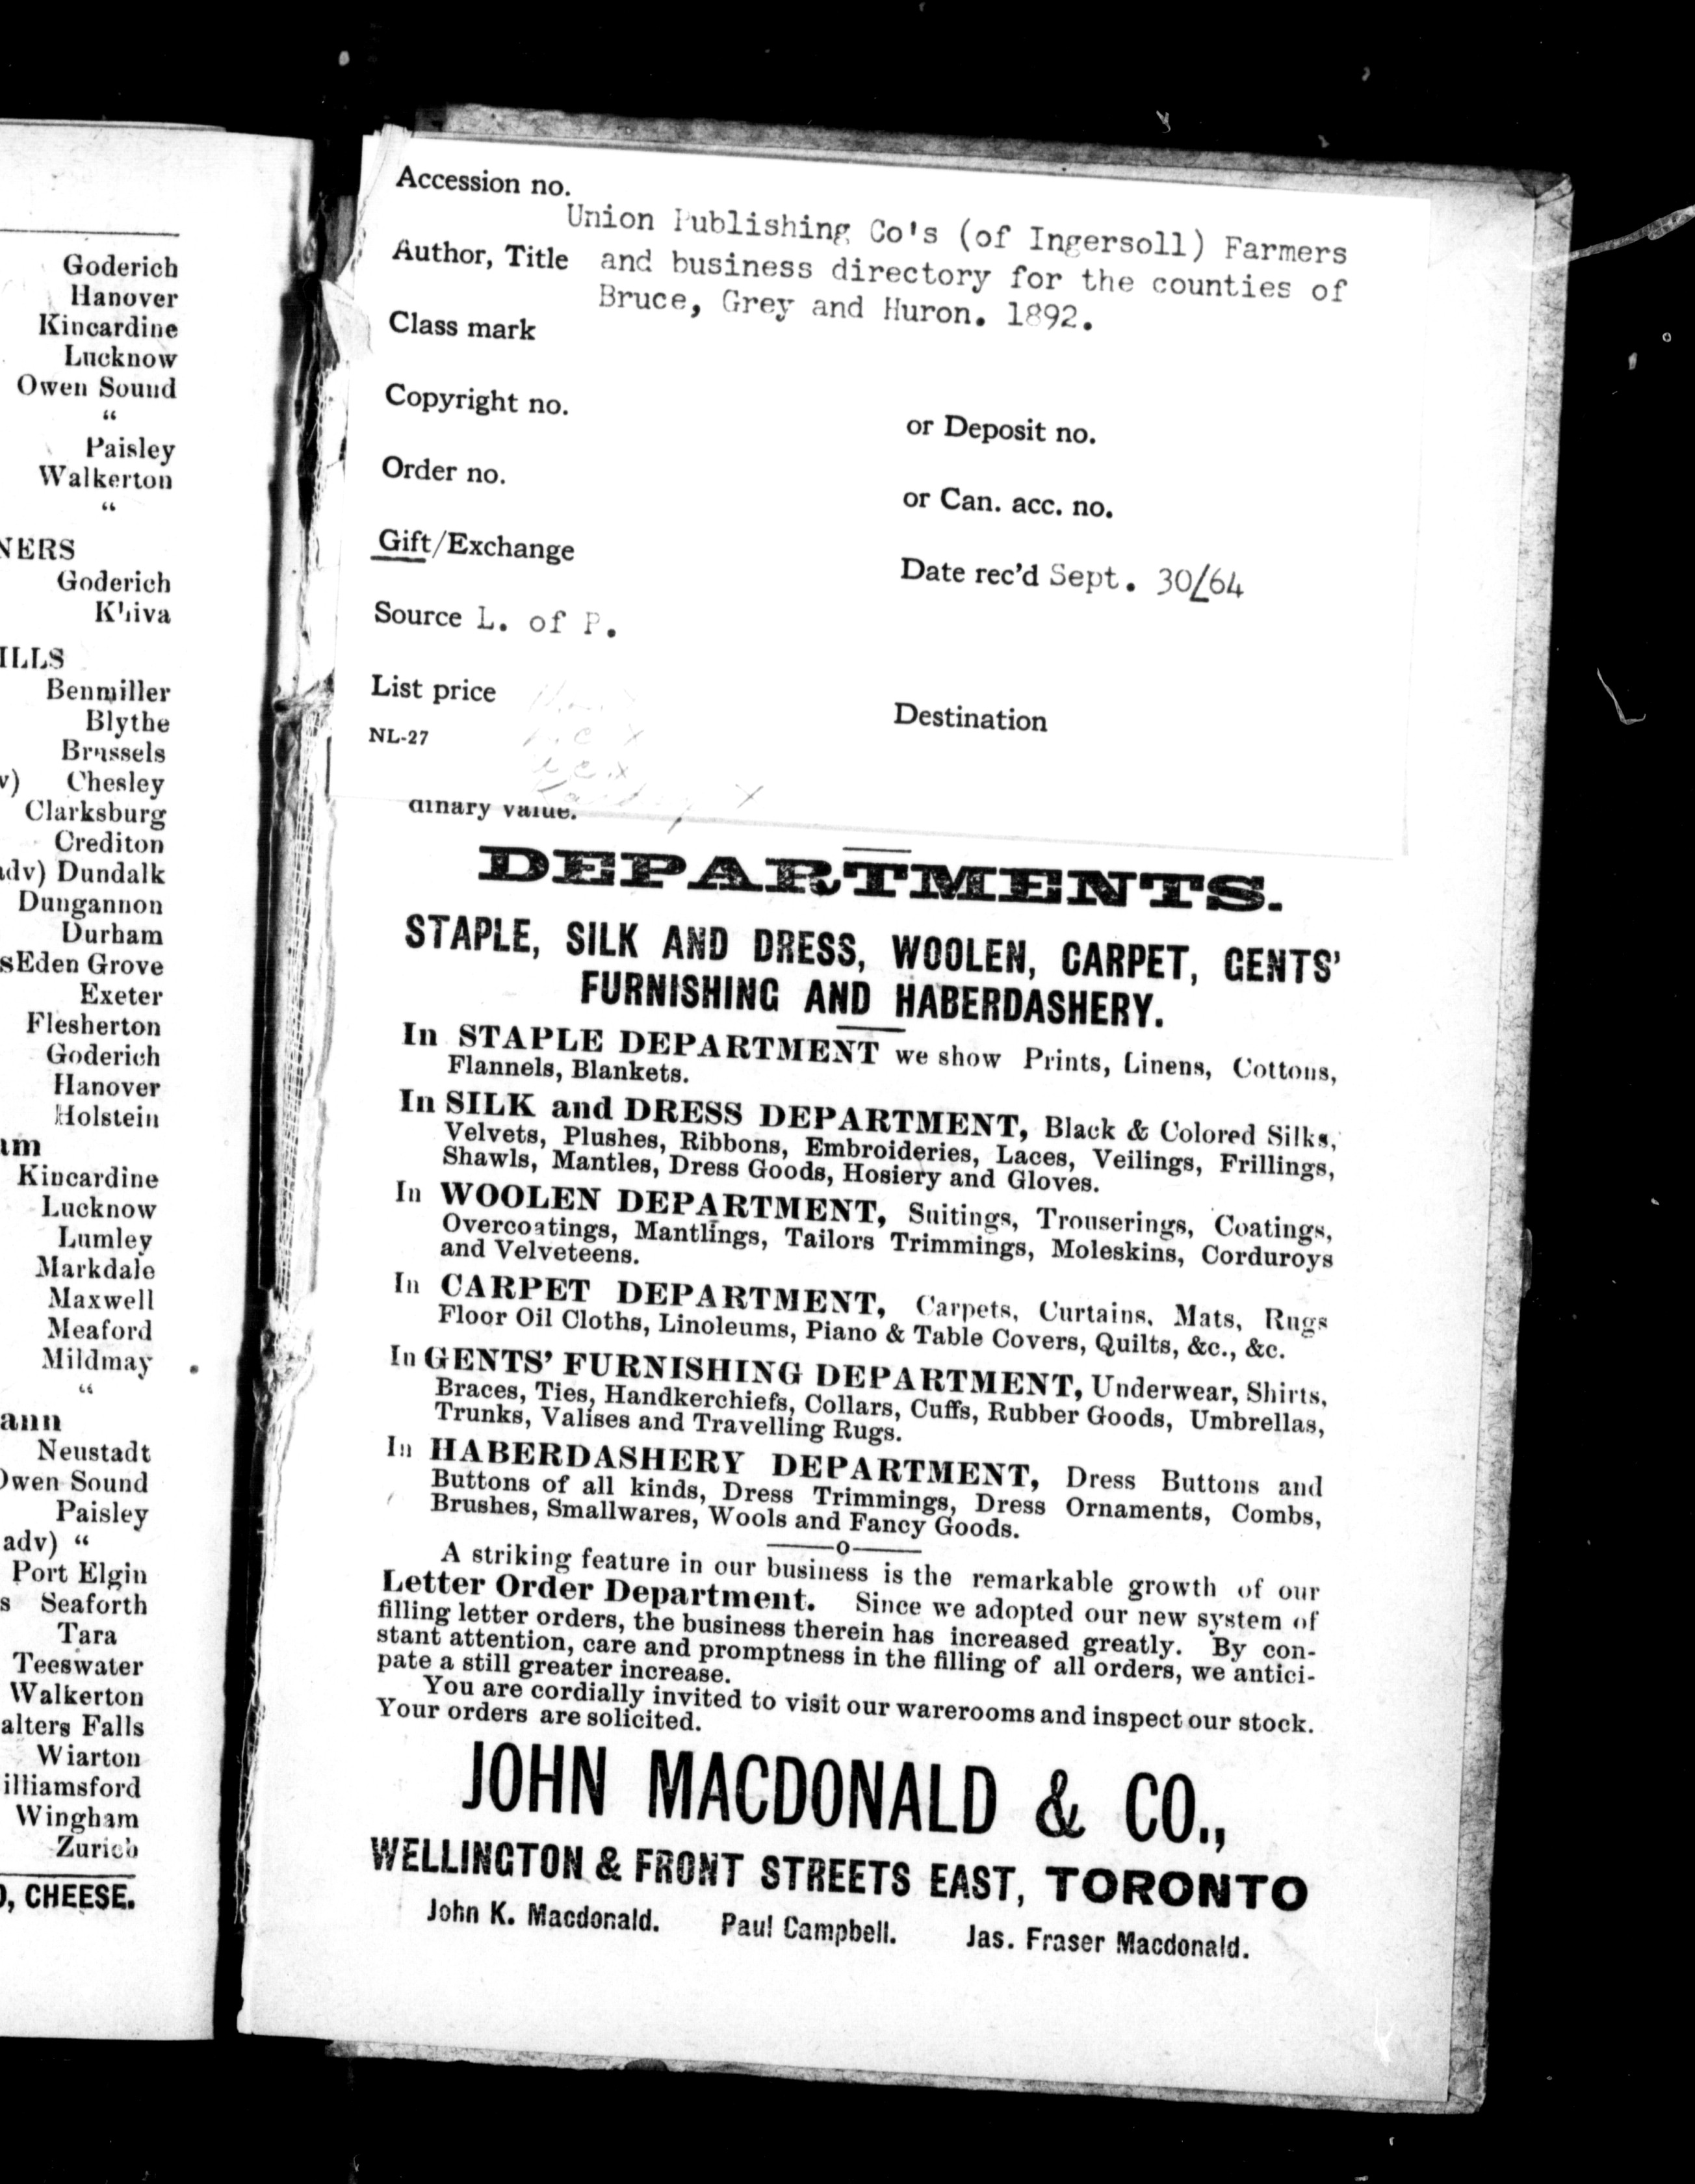 Goderich
Hanover
Kincardine
Lucknow
Owen Sound
“
Paisley
Walkerton
“
NERS
Goderich
Khiva
ILLS
Benmiller
Blythe
Brussels
v) Chesley
Clarksburg
Crediton
adv) Dundalk
Dungannon
Durham
sEden Grove
Exeter
Flesherton
Goderich
Hanover
Holstein
am
Kincardine
Lucknow
Lumley
Markdale
Maxwell
Meaford
Mildmay
“
ann
Neustadt
Owen Sound
Paisley
adv) “
Port Elgin
s Seaforth
Tara
Teeswater
Walkerton
alters Falls
Wiarton
illiamsford
Wingham
Zurich
), CHEESE.
Accession no.
Union Publishing Co's (of Ingersoll) Farmers
Author, Title and business directory for the counties of
Bruce, Grey and Huron. 1892.
Class mark
Copyright no.
or Deposit no.
Order no.
or Can. acc. no.
Gift/Exchange
Date rec'd Sept. 30/64
Source L. of P.
List price
Destination
NL-27
dinary value.
DEPARTMENTS.
STAPLE, SILK AND DRESS, WOOLEN, CARPET, GENTS'
FURNISHING AND HABERDASHERY.
In STAPLE DEPARTMENT we show Prints, Linens, Cottons,
Flannels, Blankets.
In SILK and DRESS DEPARTMENT, Black & Colored Silks,
Velvets, Plushes, Ribbons, Embroideries, Laces, Veilings, Frillings,
Shawls, Mantles, Dress Goods, Hosiery and Gloves.
In WOOLEN DEPARTMENT, Suitings, Trouserings, Coatings,
Overcoatings, Mantlings, Tailors Trimmings, Moleskins, Corduroys
and Velveteens.
In CARPET DEPARTMENT, Carpets, Curtains, Mats, Rugs
Floor Oil Cloths, Linoleums, Piano & Table Covers, Quilts, &c., &c.
In GENTS' FURNISHING DEPARTMENT, Underwear, Shirts,
Braces, Ties, Handkerchiefs, Collars, Cuffs, Rubber Goods, Umbrellas,
Trunks, Valises and Travelling Rugs.
In HABERDASHERY DEPARTMENT, Dress Buttons and
Buttons of all kinds, Dress Trimmings, Dress Ornaments, Combs,
Brushes, Smallwares, Wools and Fancy Goods.
——o——
A striking feature in our business is the remarkable growth of our
Letter Order Department. Since we adopted our new system of
filling letter orders, the business therein has increased greatly. By con-
stant attention, care and promptness in the filling of all orders, we antici-
pate a still greater increase.
You are cordially invited to visit our warerooms and inspect our stock.
Your orders are solicited.
JOHN MACDONALD & CO.,
WELLINGTON & FRONT STREETS EAST, TORONTO
John K. Macdonald. Paul Campbell. Jas. Fraser Macdonald.